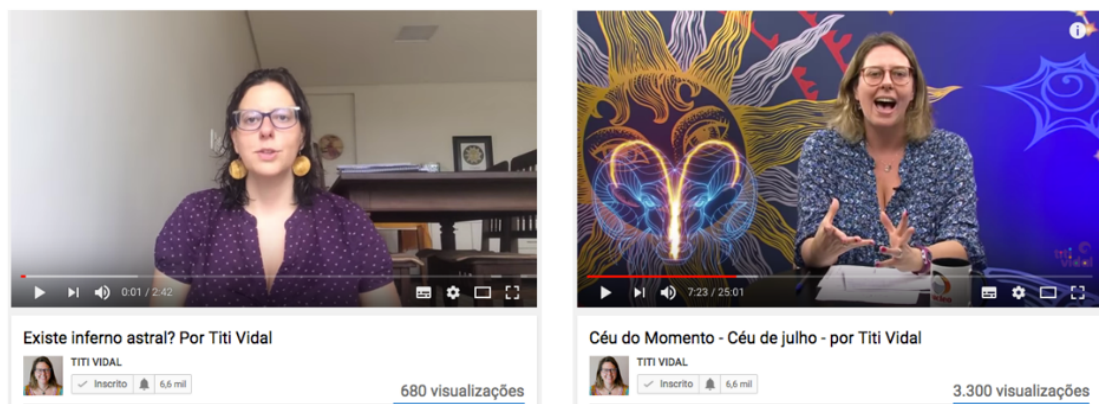 0:01 / 2:42
Existe inferno astral? Por Titi Vidal
TITI VIDAL
Inscrito 6,6 mil
680 visualizações
i
titi
Vidal
7:23 / 25:01
Céu do Momento - Céu de julho - por Titi Vidal
TITI VIDAL
Inscrito 6,6 mil
3.300 visualizações